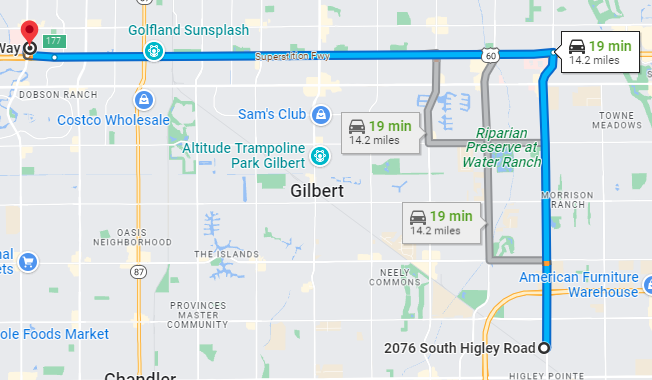 Golfland Sunsplash
Way
177
Superstition Fwy
60
19 min
14.2 miles
DOBSON RANCH
Costco Wholesale
Sam's Club
TOWNE
MEADOWS
19 min
14.2 miles
Riparian
Preserve at
Water Ranch
Altitude Trampoline
Park Gilbert
Gilbert
MORRISON
RANCH
19 min
14.2 miles
OASIS
NEIGHBORHOOD
THE ISLANDS
87
NEELY
COMMONS
American Furniture
Warehouse
PROVINCES
MASTER
COMMUNITY
ole Foods Market
2076 South Higley Road
Chandler
HIGLEY POINTE